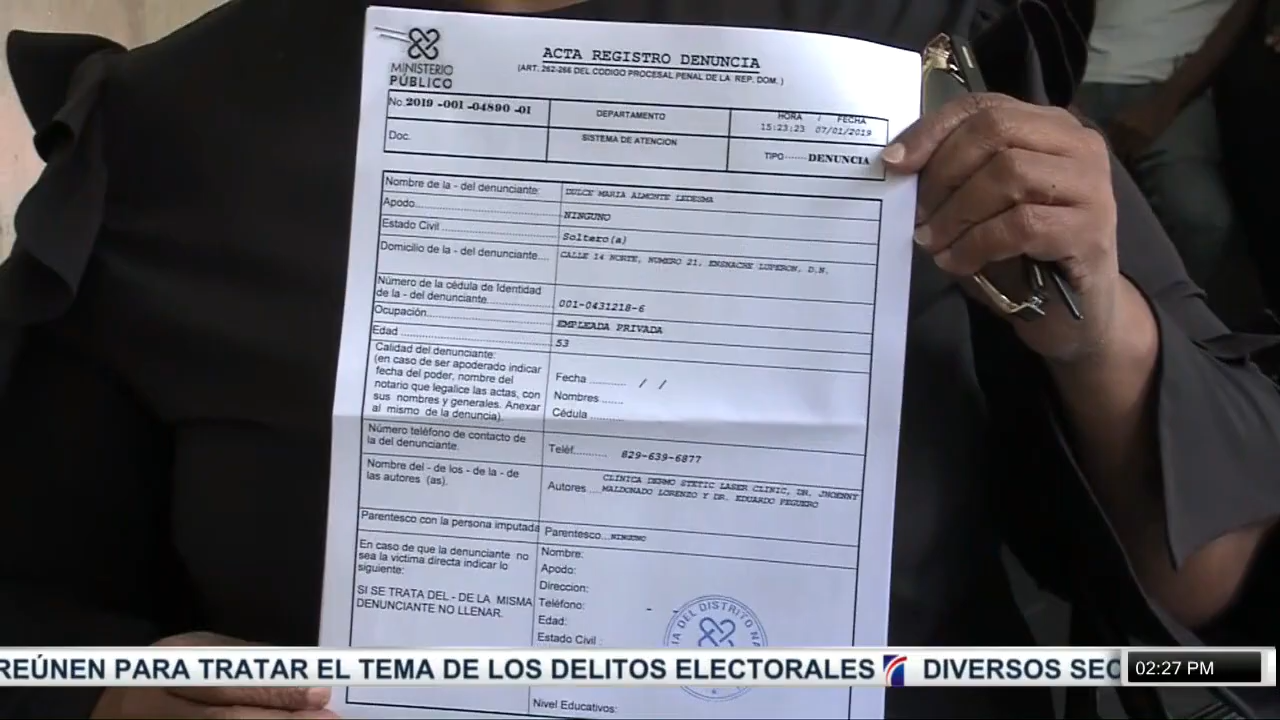 MINISTERIO
PÚBLICO
ACTA REGISTRO DENUNCIA
(ART. 262-266 DEL CODIGO PROCESAL PENAL DE LA REP. DOM.)
No. 2019 -001 -04890 -01
DEPARTAMENTO
HORA / FECHA
15:23:23 07/01/2019
Doc.
SISTEMA DE ATENCION
TIPO------- DENUNCIA
Nombre de la - del denunciante: DULCE MARIA ALMONTE LEDESMA
Apodo.................. NINGUNO
Estado Civil ................. Soltero(a)
Domicilio de la - del denunciante.... CALLE 14 NORTE, NUMERO 21, ENSNACHE LUPERON, D.N.
Número de la cédula de Identidad
de la - del denunciante............ 001-0431218-6
Ocupación.................. EMPLEADA PRIVADA
Edad .................. 53
Calidad del denunciante:
(en caso de ser apoderado indicar
fecha del poder, nombre del
notario que legalice las actas, con
sus nombres y generales. Anexar
al mismo de la denuncia).
Fecha .......... / /
Nombres ......
Cédula .........
Número teléfono de contacto de
la del denunciante.
Teléf......... 829-639-6877
Nombre del - de los - de la - de
las autores (as).
Autores.... CLINICA DERMO STETIC LASER CLINIC, DR. JHOENNY
MALDONADO LORENZO Y DR. EDUARDO PEGUERO
Parentesco con la persona imputada Parentesco...NINGUNO
En caso de que la denunciante no
sea la victima directa indicar lo
siguiente:
SI SE TRATA DEL - DE LA MISMA
DENUNCIANTE NO LLENAR.
Nombre:
Apodo:
Direccion:
Teléfono:
Edad:
Estado Civil :
IA DEL DISTRITO NA
Nivel Educativos:
REÚNEN PARA TRATAR EL TEMA DE LOS DELITOS ELECTORALES DIVERSOS SEC
02:27 PM